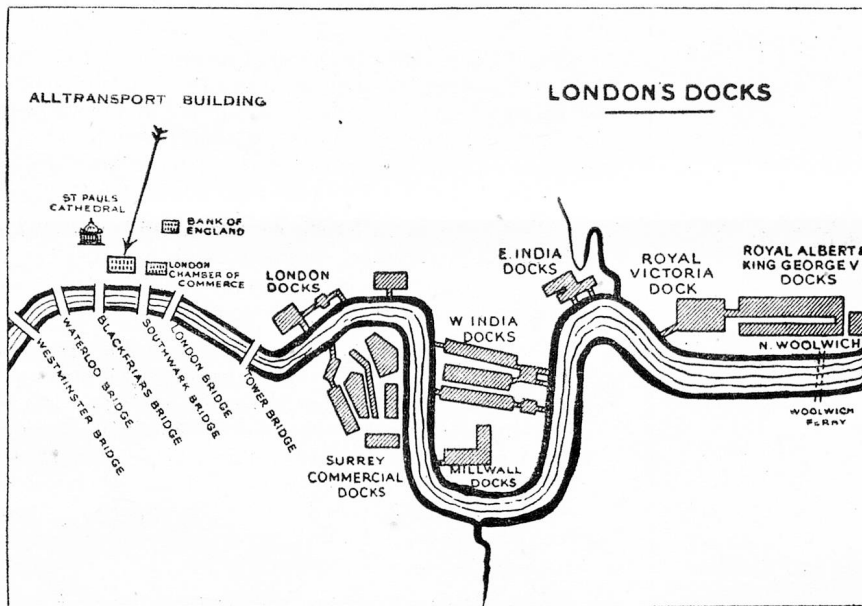 LONDON'S DOCKS
ALLTRANSPORT BUILDING
ST PAULS
CATHEDRAL
BANK OF
ENGLAND
LONDON
CHAMBER OF
COMMERCE
LONDON
DOCKS
E. INDIA
DOCKS
ROYAL
VICTORIA
DOCK
ROYAL ALBERT &
KING GEORGE V
DOCKS
W INDIA
DOCKS
N. WOOLWICH
WOOLWICH
FERRY
WESTMINSTER BRIDGE
WATERLOO BRIDGE
BLACKFRIARS BRIDGE
SOUTHWARK BRIDGE
LONDON BRIDGE
TOWER BRIDGE
SURREY
COMMERCIAL
DOCKS
MILLWALL
DOCKS